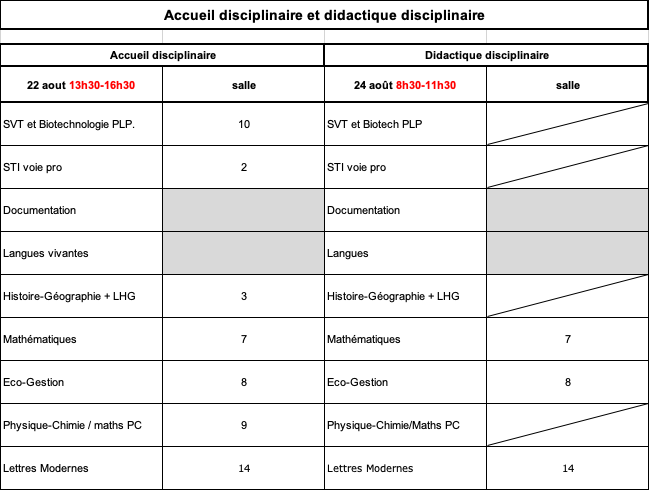 Accueil disciplinaire et didactique disciplinaire
Accueil disciplinaire Didactique disciplinaire
22 aout 13h30-16h30 salle 24 août 8h30-11h30 salle
SVT et Biotechnologie PLP. 10 SVT et Biotech PLP
STI voie pro 2 STI voie pro
Documentation Documentation
Langues vivantes Langues
Histoire-Géographie + LHG 3 Histoire-Géographie + LHG
Mathématiques 7 Mathématiques 7
Eco-Gestion 8 Eco-Gestion 8
Physique-Chimie / maths PC 9 Physique-Chimie/Maths PC
Lettres Modernes 14 Lettres Modernes 14